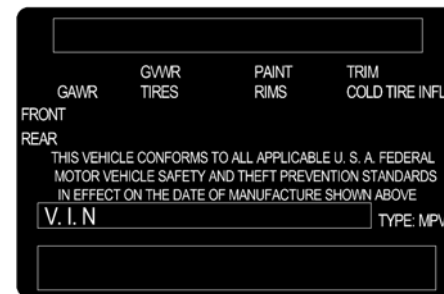 GVWR PAINT TRIM
GAWR TIRES RIMS COLD TIRE INFL
FRONT
REAR
THIS VEHICLE CONFORMS TO ALL APPLICABLE U. S. A. FEDERAL
MOTOR VEHICLE SAFETY AND THEFT PREVENTION STANDARDS
IN EFFECT ON THE DATE OF MANUFACTURE SHOWN ABOVE
V. I. N TYPE: MPV